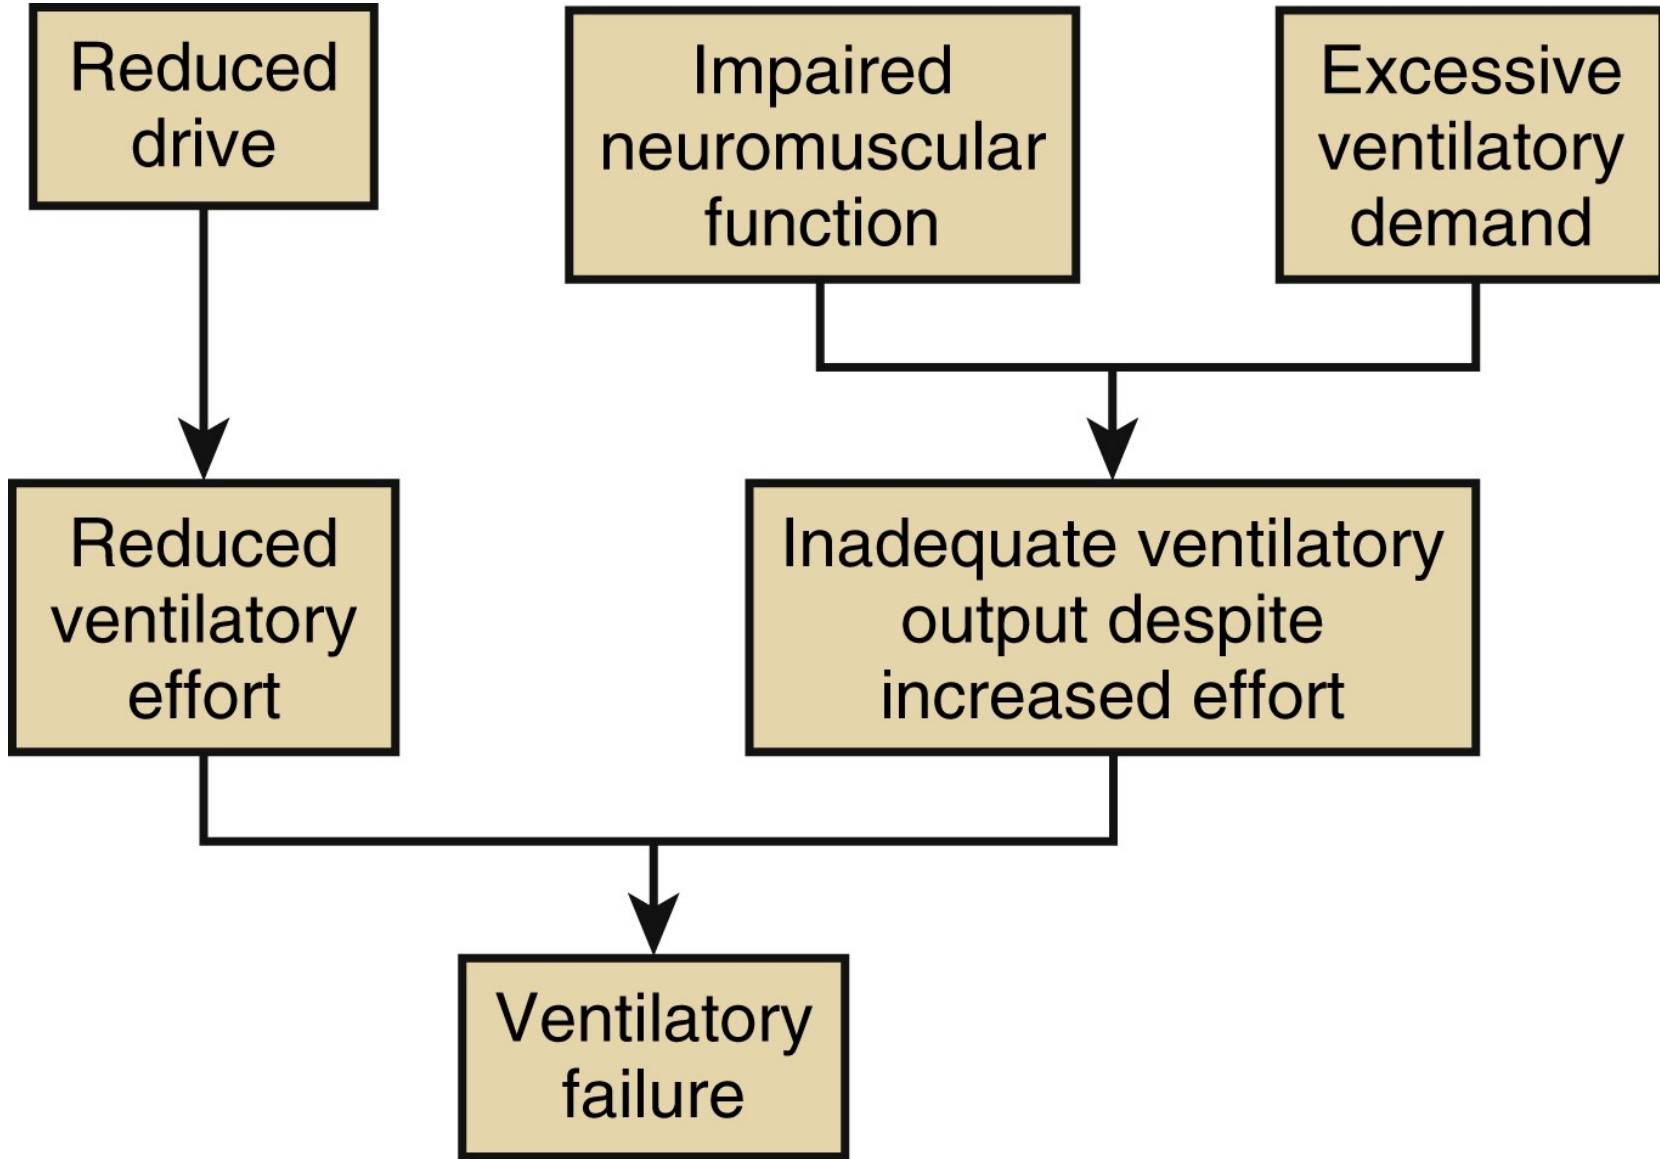 Reduced
drive
Impaired
neuromuscular
function
Excessive
ventilatory
demand
Reduced
ventilatory
effort
Inadequate ventilatory
output despite
increased effort
Ventilatory
failure